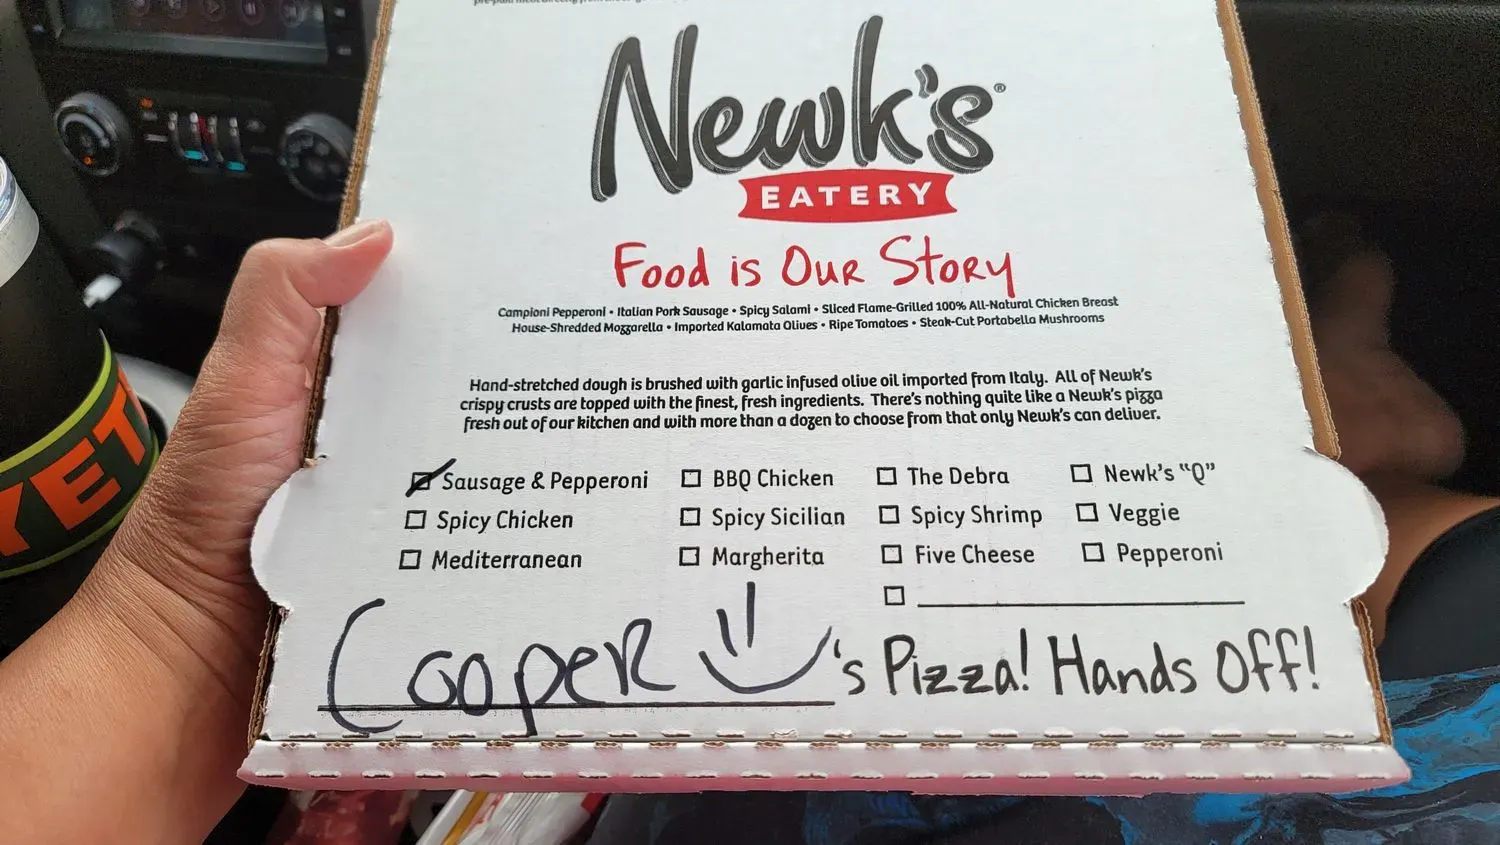 Newk's®
EATERY
Food is Our Story
Campioni Pepperoni • Italian Pork Sausage • Spicy Salami • Sliced Flame-Grilled 100% All-Natural Chicken Breast
House-Shredded Mozzarella • Imported Kalamata Olives • Ripe Tomatoes • Steak-Cut Portabella Mushrooms
Hand-stretched dough is brushed with garlic infused olive oil imported from Italy. All of Newk's
crispy crusts are topped with the finest, fresh ingredients. There's nothing quite like a Newk's pizza
fresh out of our kitchen and with more than a dozen to choose from that only Newk's can deliver.
Sausage & Pepperoni BBQ Chicken The Debra Newk's "Q"
Spicy Chicken Spicy Sicilian Spicy Shrimp Veggie
Mediterranean Margherita Five Cheese Pepperoni
Cooper 's Pizza! Hands Off!
YET